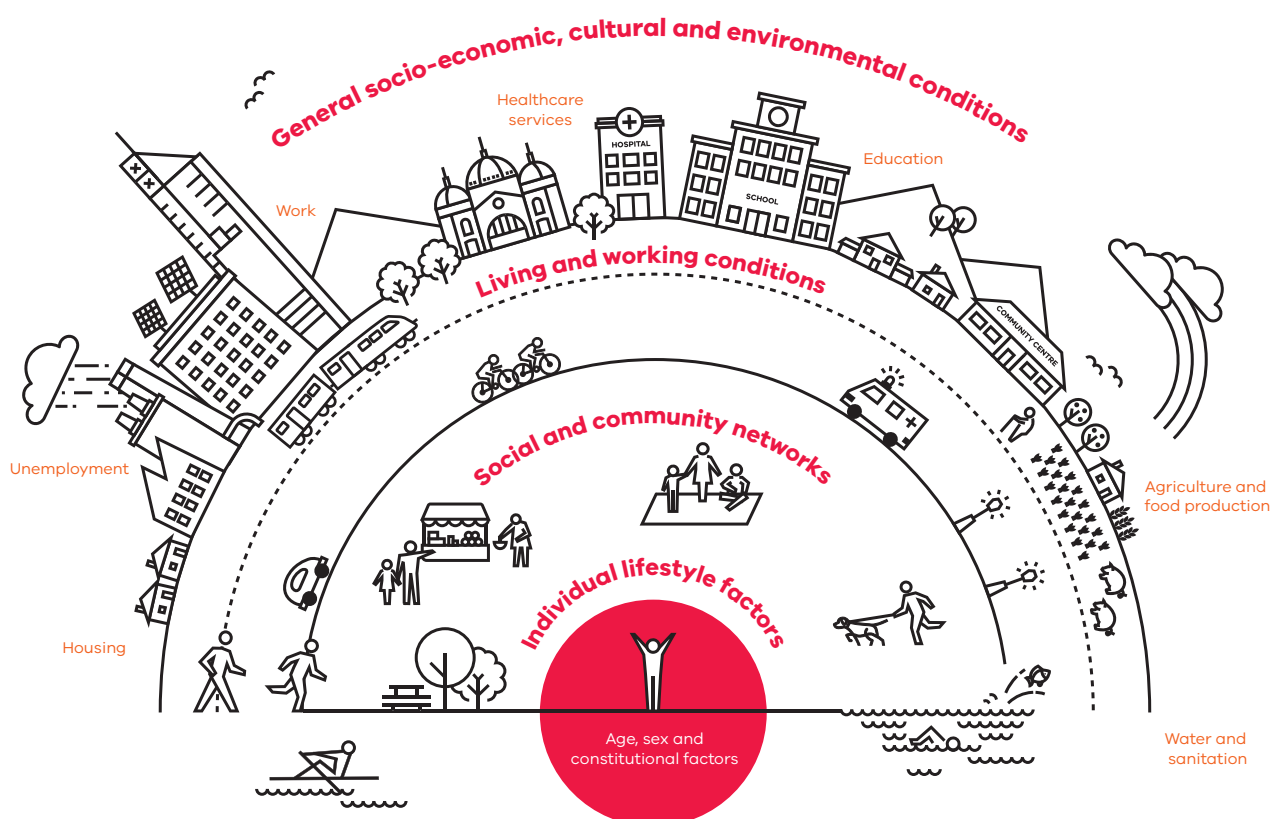 General socio-economic, cultural and environmental conditions
Healthcare
services
HOSPITAL
Education
SCHOOL
Work
Living and working conditions
COMMUNITY CENTRE
Social and community networks
Unemployment
Agriculture and
food production
Individual lifestyle factors
Housing
Age, sex and
constitutional factors
Water and
sanitation